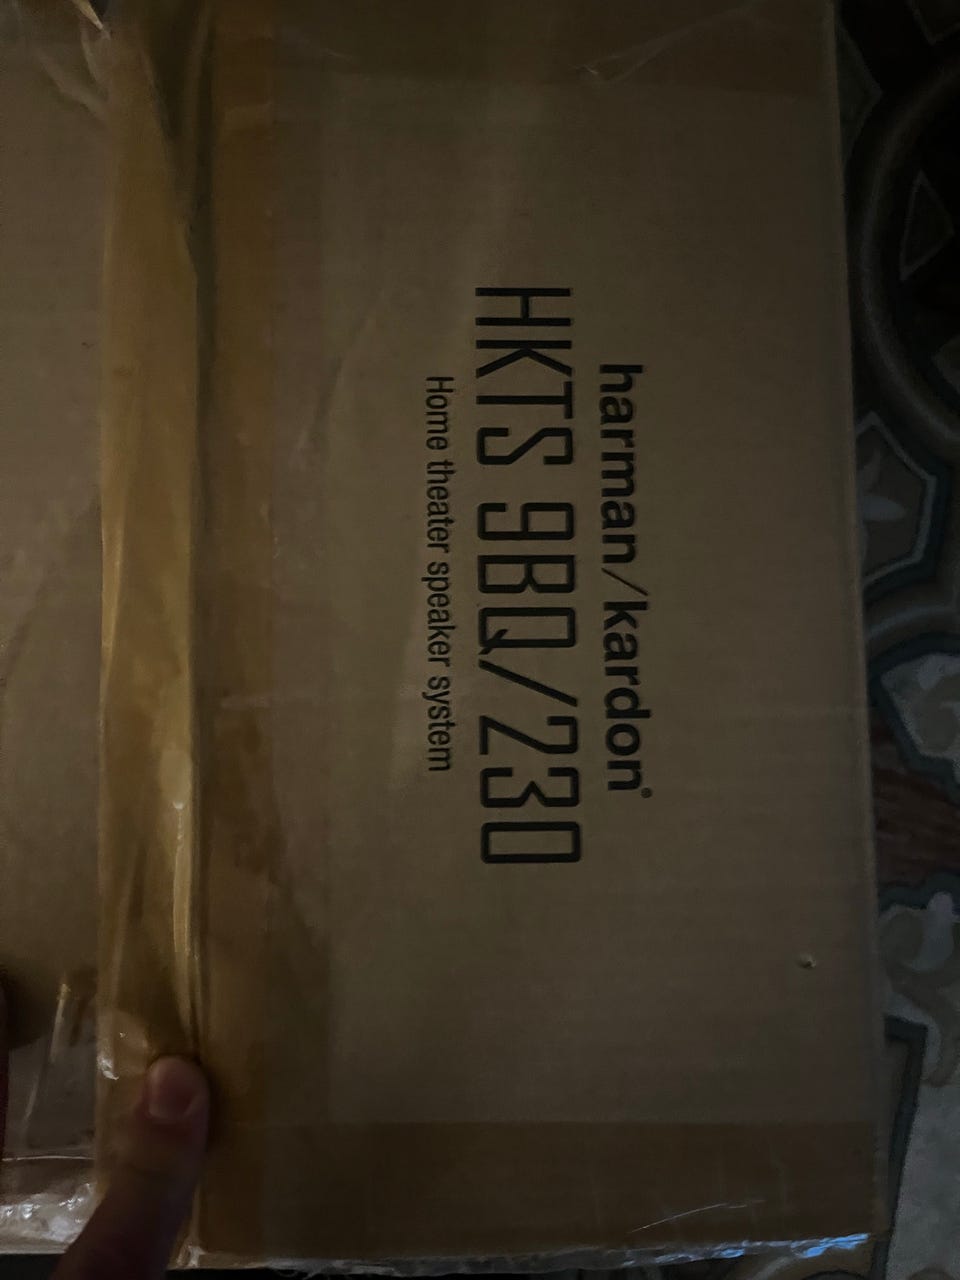 harman/kardon®
HKTS 9BQ/230
Home theater speaker system